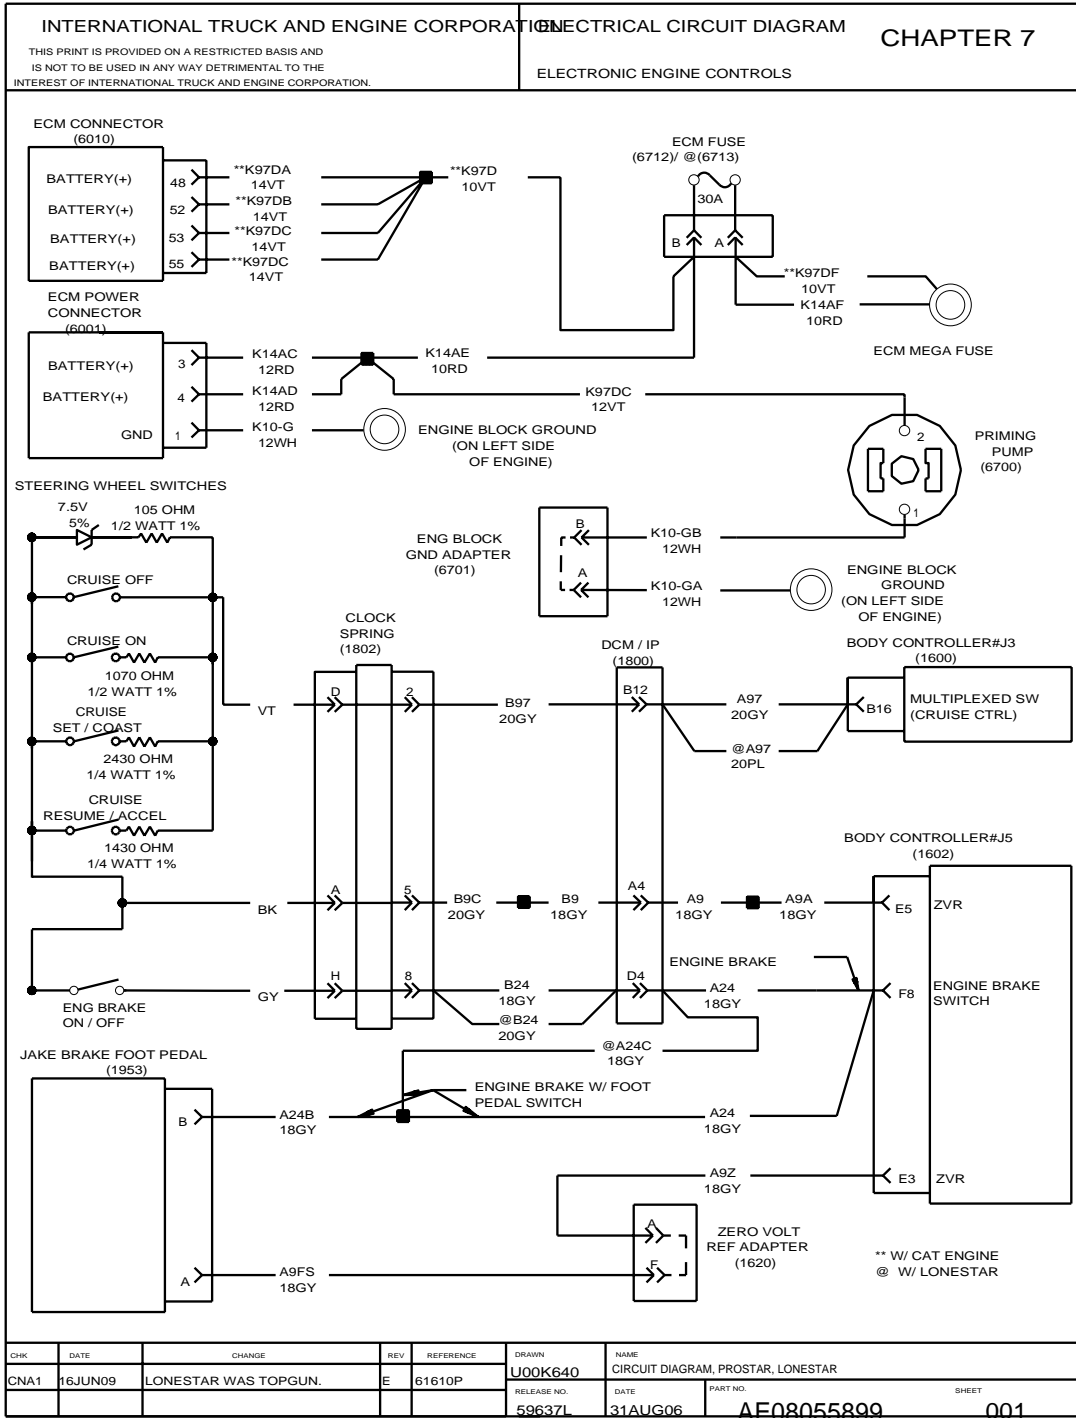 INTERNATIONAL TRUCK AND ENGINE CORPORATION
THIS PRINT IS PROVIDED ON A RESTRICTED BASIS AND
IS NOT TO BE USED IN ANY WAY DETRIMENTAL TO THE
INTEREST OF INTERNATIONAL TRUCK AND ENGINE CORPORATION.
ELECTRICAL CIRCUIT DIAGRAM
CHAPTER 7
ELECTRONIC ENGINE CONTROLS
ECM CONNECTOR
(6010)
BATTERY(+)
48
**K97DA
14VT
BATTERY(+)
52
**K97DB
14VT
BATTERY(+)
53
**K97DC
14VT
BATTERY(+)
55
**K97DC
14VT
**K97D
10VT
ECM FUSE
(6712)/ @(6713)
30A
B
A
**K97DF
10VT
K14AF
10RD
ECM MEGA FUSE
ECM POWER
CONNECTOR
(6001)
BATTERY(+)
3
K14AC
12RD
K14AE
10RD
BATTERY(+)
4
K14AD
12RD
K97DC
12VT
GND
1
K10-G
12WH
ENGINE BLOCK GROUND
(ON LEFT SIDE
OF ENGINE)
2
1
PRIMING
PUMP
(6700)
STEERING WHEEL SWITCHES
7.5V
5%
105 OHM
1/2 WATT 1%
CRUISE OFF
CRUISE ON
1070 OHM
1/2 WATT 1%
CRUISE
SET / COAST
2430 OHM
1/4 WATT 1%
CRUISE
RESUME / ACCEL
1430 OHM
1/4 WATT 1%
ENG BLOCK
GND ADAPTER
(6701)
B
A
K10-GB
12WH
K10-GA
12WH
ENGINE BLOCK
GROUND
(ON LEFT SIDE
OF ENGINE)
CLOCK
SPRING
(1802)
DCM / IP
(1800)
BODY CONTROLLER#J3
(1600)
VT
D
2
B97
20GY
B12
A97
20GY
@A97
20PL
B16
MULTIPLEXED SW
(CRUISE CTRL)
BODY CONTROLLER#J5
(1602)
BK
A
5
B9C
20GY
B9
18GY
A4
A9
18GY
A9A
18GY
E5
ZVR
ENG BRAKE
ON / OFF
GY
H
8
B24
18GY
@B24
20GY
D4
ENGINE BRAKE
A24
18GY
F8
ENGINE BRAKE
SWITCH
@A24C
18GY
JAKE BRAKE FOOT PEDAL
(1953)
B
A24B
18GY
ENGINE BRAKE W/ FOOT
PEDAL SWITCH
A24
18GY
A9Z
18GY
E3
ZVR
A
A9FS
18GY
A
F
ZERO VOLT
REF ADAPTER
(1620)
** W/ CAT ENGINE
@ W/ LONESTAR
CHK
DATE
CHANGE
REV
REFERENCE
CNA1
16JUN09
LONESTAR WAS TOPGUN.
E
61610P
DRAWN
U00K640
NAME
CIRCUIT DIAGRAM, PROSTAR, LONESTAR
RELEASE NO.
59637L
DATE
31AUG06
PART NO.
AE08055899
SHEET
001